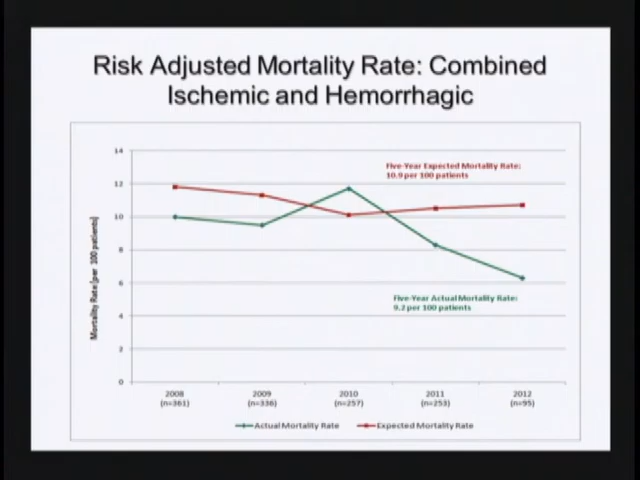 Risk Adjusted Mortality Rate: Combined
Ischemic and Hemorrhagic
14
12
10
8
6
4
2
0
Mortality Rate [per 100 patients]
Five-Year Expected Mortality Rate:
10.9 per 100 patients
Five-Year Actual Mortality Rate:
9.2 per 100 patients
2008 2009 2010 2011 2012
(n=361) (n=336) (n=257) (n=253) (n=95)
Actual Mortality Rate Expected Mortality Rate